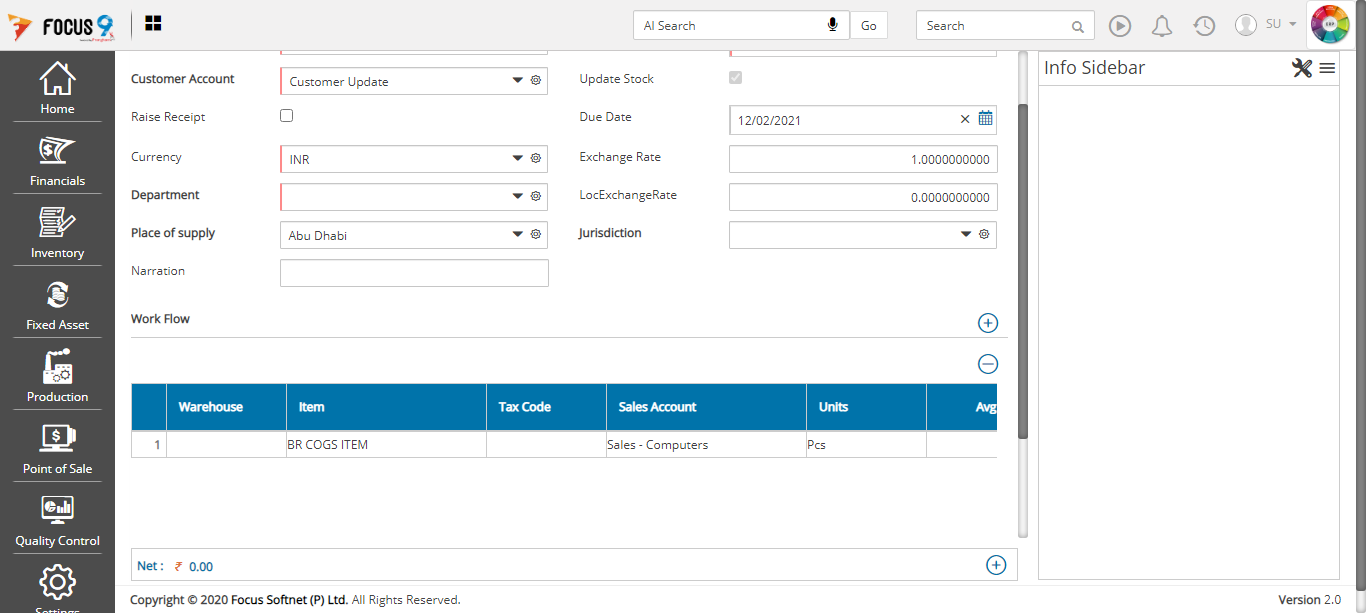 FOCUS 9
AI Search
Go
Search
SU
ERP
Home
Financials
Inventory
Fixed Asset
Production
Point of Sale
Quality Control
Settings
Customer Account
Customer Update
Update Stock
Raise Receipt
Due Date
12/02/2021
Currency
INR
Exchange Rate
1.0000000000
Department
LocExchangeRate
0.0000000000
Place of supply
Abu Dhabi
Jurisdiction
Narration
Work Flow
Warehouse Item Tax Code Sales Account Units Avg
1 BR COGS ITEM Sales - Computers Pcs
Net : ₹ 0.00
Info Sidebar
Copyright © 2020 Focus Softnet (P) Ltd. All Rights Reserved.
Version 2.0